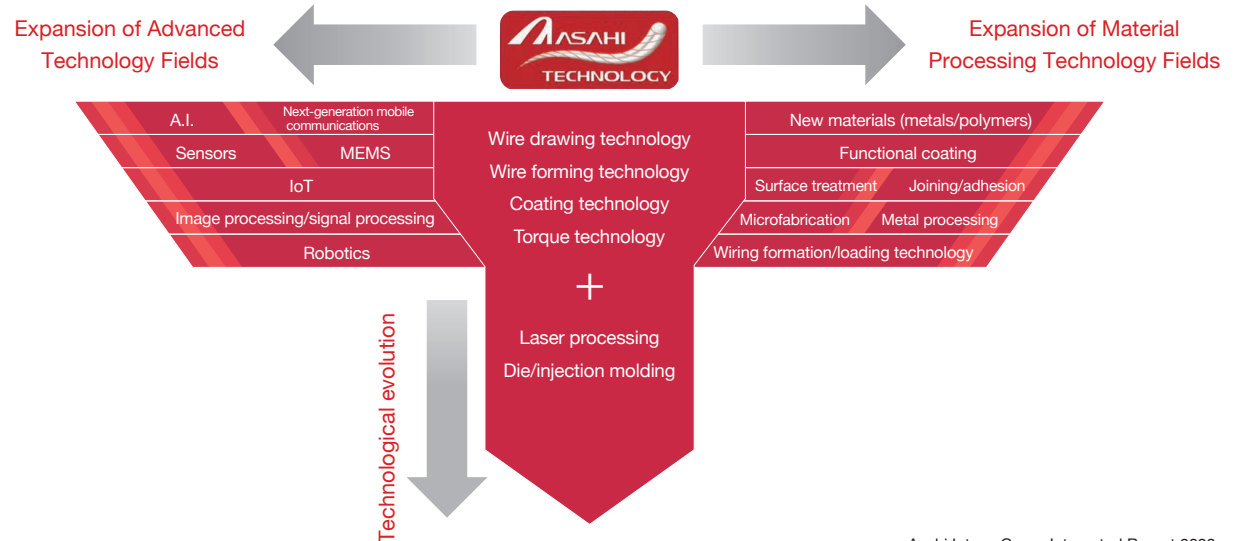 Expansion of Advanced
Technology Fields
ASAHI
TECHNOLOGY
Expansion of Material
Processing Technology Fields
A.I.
Next-generation mobile
communications
Sensors
MEMS
IoT
Image processing/signal processing
Robotics
Wire drawing technology
Wire forming technology
Coating technology
Torque technology
+
Laser processing
Die/injection molding
New materials (metals/polymers)
Functional coating
Surface treatment
Joining/adhesion
Microfabrication
Metal processing
Wiring formation/loading technology
Technological evolution